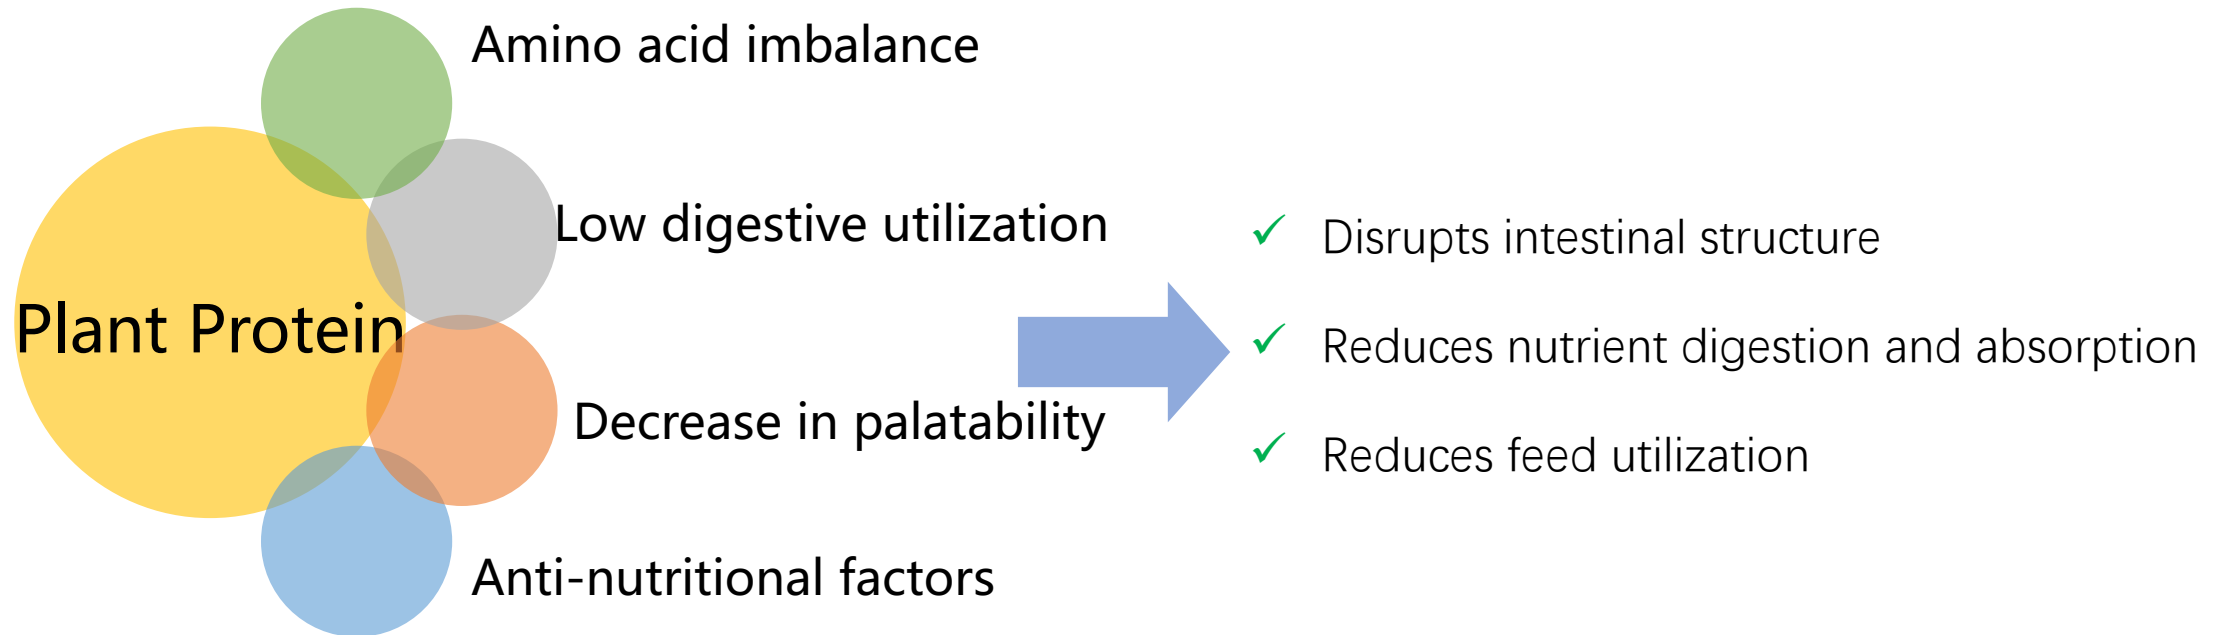 Amino acid imbalance
Low digestive utilization
Plant Protein
Decrease in palatability
Anti-nutritional factors
✓ Disrupts intestinal structure
✓ Reduces nutrient digestion and absorption
✓ Reduces feed utilization